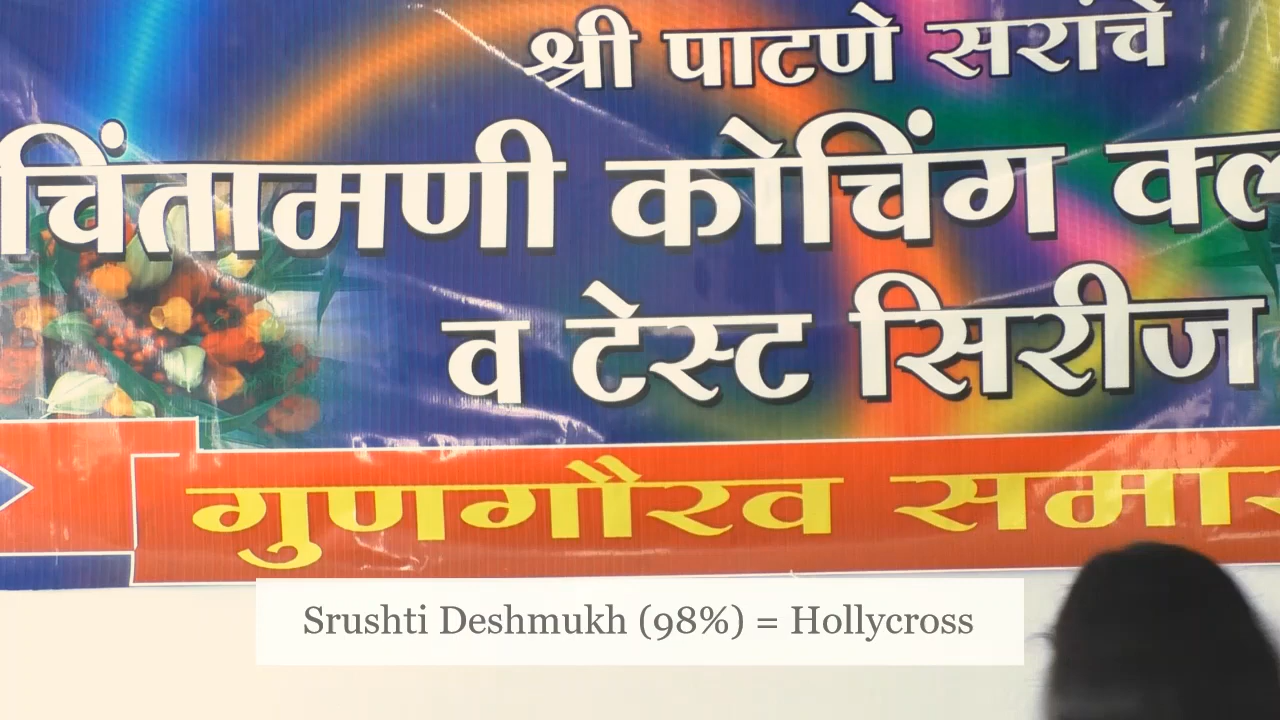 श्री पाटणे सरांचे
चिंतामणी कोचिंग
व टेस्ट सिरीज
गुणगौरव
Srushti Deshmukh (98%) = Hollycross